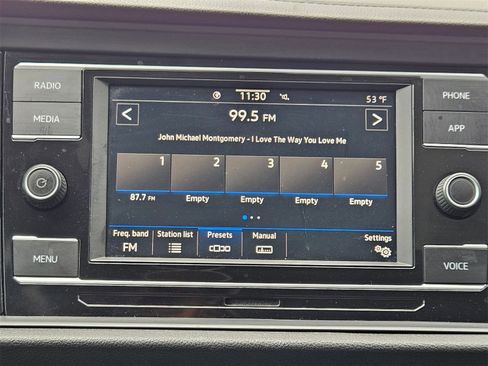 RADIO
MEDIA
MENU
PHONE
APP
VOICE
11:30
53 °F
99.5 FM
John Michael Montgomery - I Love The Way You Love Me
1 2 3 4 5
87.7 FM Empty Empty Empty Empty
Freq. band Station list Presets Manual Settings
FM